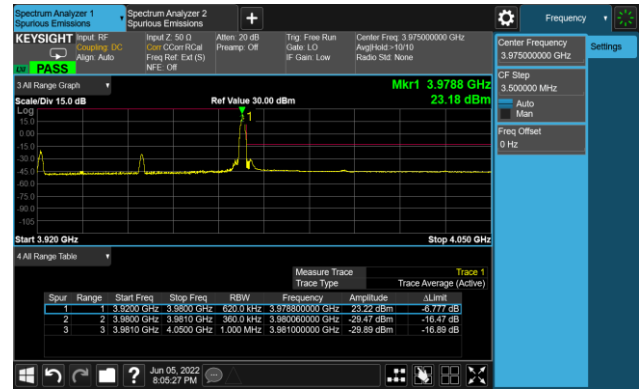 Spectrum Analyzer 1
Spurious Emissions
Spectrum Analyzer 2
Spurious Emissions
Frequency
KEYSIGHT
Input: RF
Coupling: DC
Align: Auto
Input Z: 50 Ω
Corr CCorr RCal
Freq Ref: Ext (S)
NFE: Off
Atten: 20 dB
Preamp: Off
Trig: Free Run
Gate: LO
IF Gain: Low
Center Freq: 3.975000000 GHz
Avg|Hold:>10/10
Radio Std: None
PASS
Center Frequency
3.975000000 GHz
Settings
CF Step
3.500000 MHz
Auto
Man
Freq Offset
0 Hz
3 All Range Graph
Mkr1 3.9788 GHz
Scale/Div 15.0 dB
Ref Value 30.00 dBm
23.18 dBm
Log
1
15.0
0.00
-15.0
-30.0
-45.0
-60.0
-75.0
-90.0
-105
Start 3.920 GHz
Stop 4.050 GHz
4 All Range Table
Measure Trace Trace 1
Trace Type Trace Average (Active)
Spur Range Start Freq Stop Freq RBW Frequency Amplitude ΔLimit
1 1 3.9200 GHz 3.9800 GHz 620.0 kHz 3.978800000 GHz 23.22 dBm -6.777 dB
2 2 3.9800 GHz 3.9810 GHz 360.0 kHz 3.980060000 GHz -29.47 dBm -16.47 dB
3 3 3.9810 GHz 4.0500 GHz 1.000 MHz 3.981000000 GHz -29.89 dBm -16.89 dB
Jun 05, 2022
8:05:27 PM